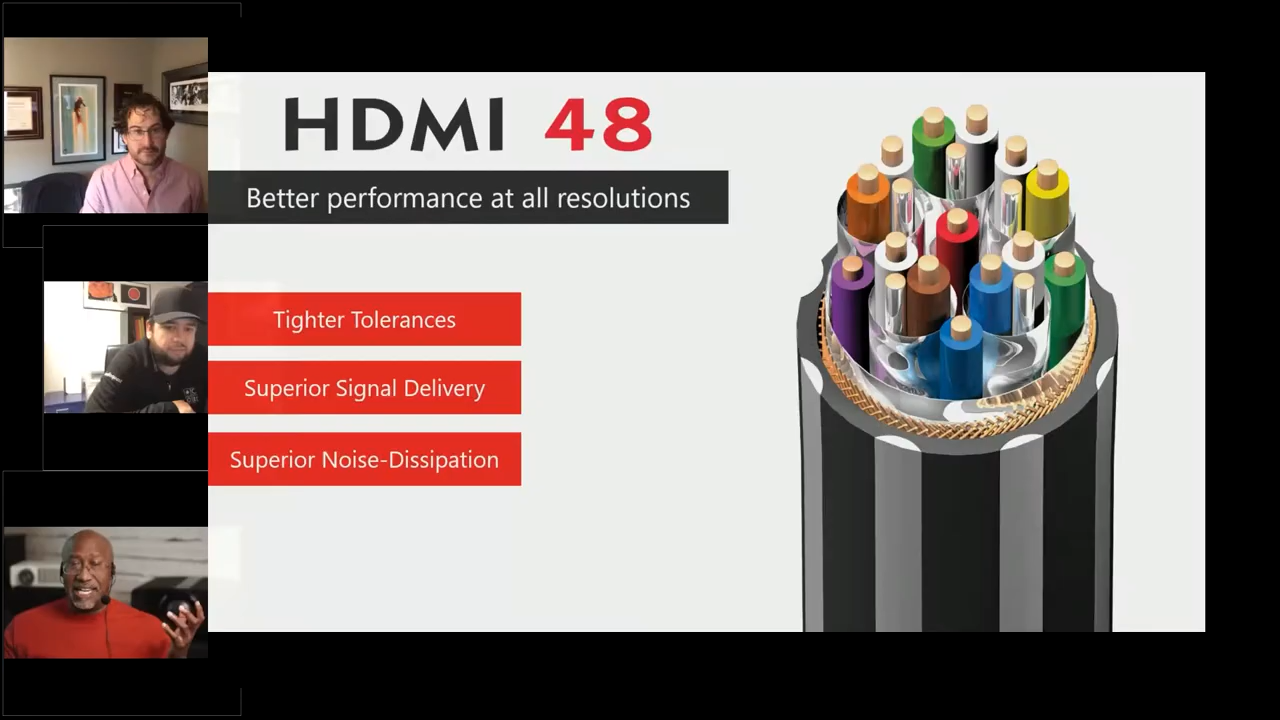 HDMI 48
Better performance at all resolutions
Tighter Tolerances
Superior Signal Delivery
Superior Noise-Dissipation